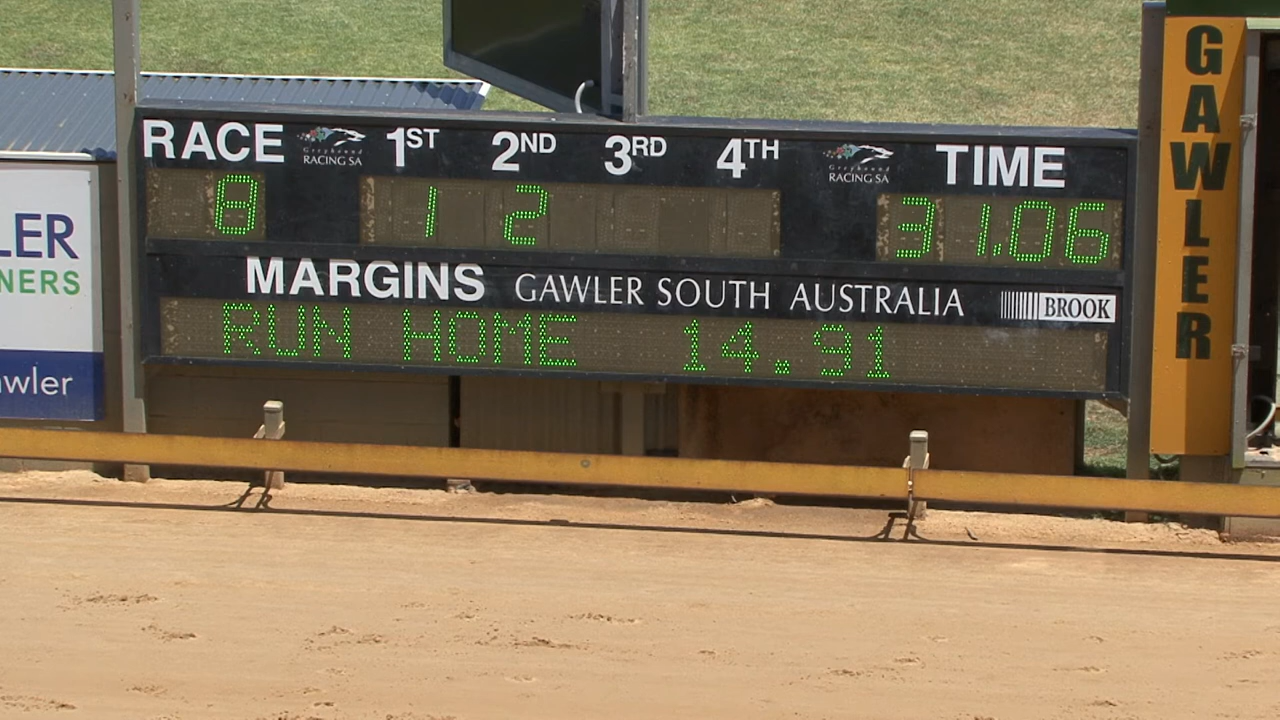 RACE Greyhound RACING SA 1ST 2ND 3RD 4TH Greyhound RACING SA TIME
8 1 2 31.06
MARGINS GAWLER SOUTH AUSTRALIA BROOK
RUN HOME 14.91
GAWLER
LER
NERS
awler